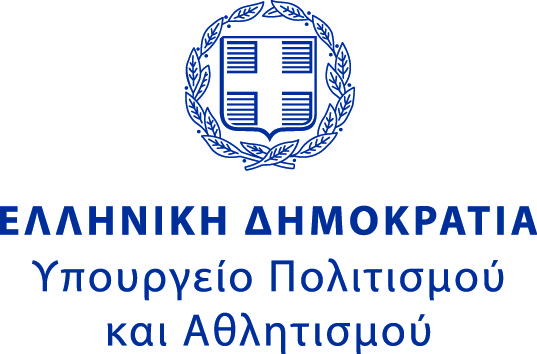 ΕΛΛΗΝΙΚΗ ΔΗΜΟΚΡΑΤΙΑ
Υπουργείο Πολιτισμού
και Αθλητισμού